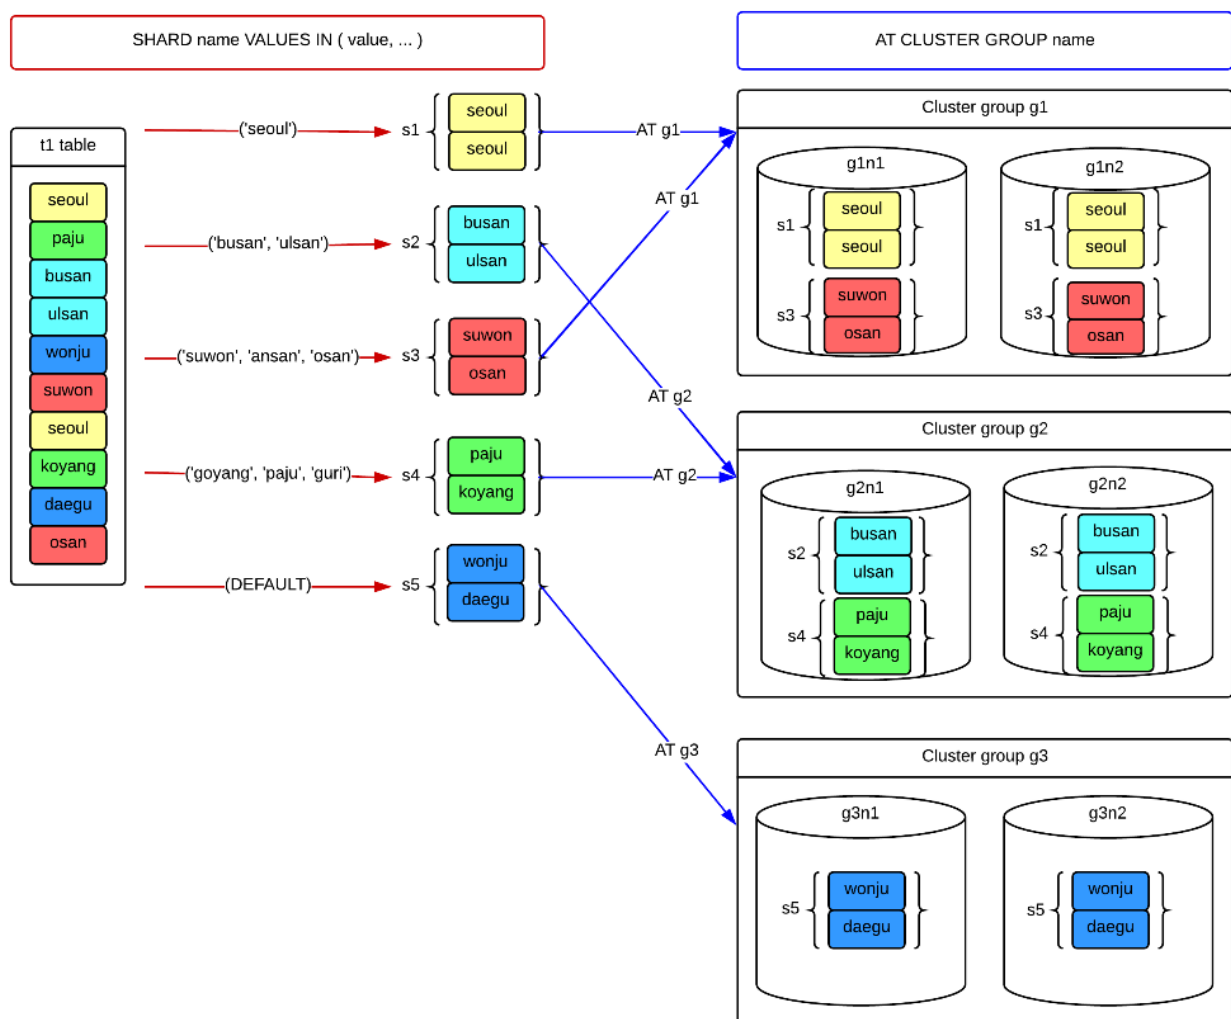 SHARD name VALUES IN ( value, ... )
AT CLUSTER GROUP name
t1 table
seoul
paju
busan
ulsan
wonju
suwon
seoul
koyang
daegu
osan
('seoul')
('busan', 'ulsan')
('suwon', 'ansan', 'osan')
('goyang', 'paju', 'guri')
(DEFAULT)
s1
seoul
seoul
s2
busan
ulsan
s3
suwon
osan
s4
paju
koyang
s5
wonju
daegu
AT g1
AT g1
AT g2
AT g2
AT g3
Cluster group g1
g1n1
s1
seoul
seoul
s3
suwon
osan
g1n2
s1
seoul
seoul
s3
suwon
osan
Cluster group g2
g2n1
s2
busan
ulsan
s4
paju
koyang
g2n2
s2
busan
ulsan
s4
paju
koyang
Cluster group g3
g3n1
s5
wonju
daegu
g3n2
s5
wonju
daegu